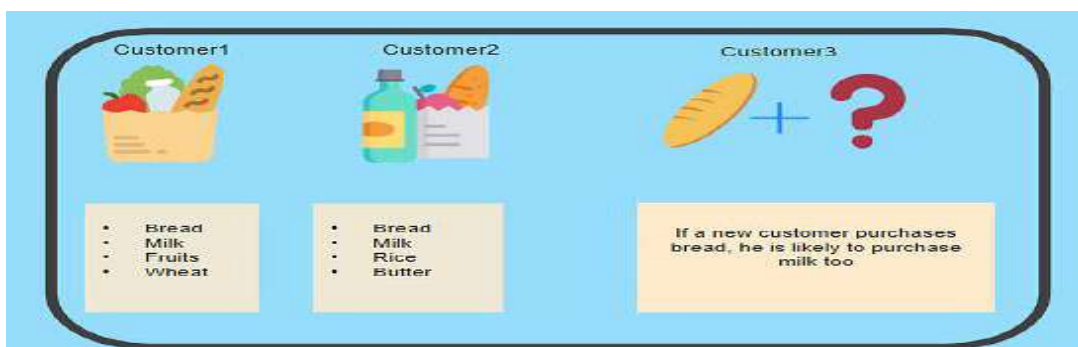 Customer1
Customer2
Customer3
• Bread
• Milk
• Fruits
• Wheat
• Bread
• Milk
• Rice
• Butter
If a new customer purchases
bread, he is likely to purchase
milk too